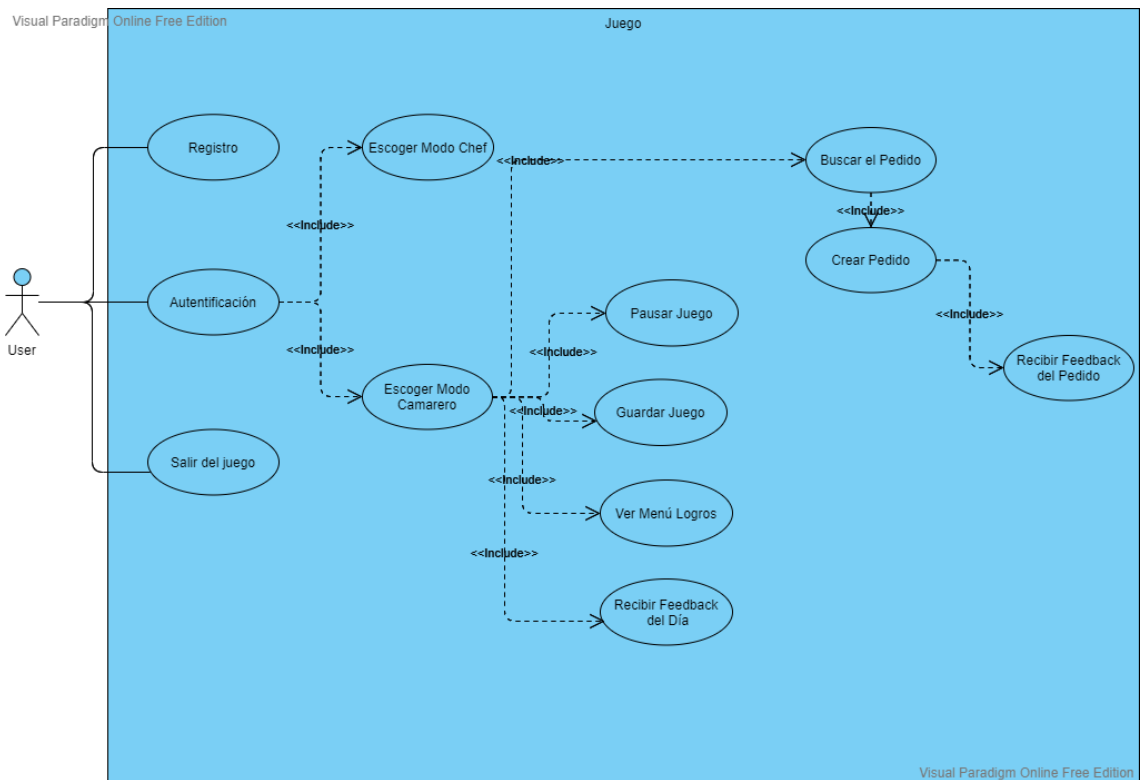 Visual Paradigm Online Free Edition
Juego
Registro
Escoger Modo Chef
<<Include>>
Buscar el Pedido
<<Include>>
<<Include>>
Crear Pedido
Autentificación
User
<<Include>>
Pausar Juego
<<Include>>
<<Include>>
Recibir Feedback
del Pedido
Escoger Modo
Camarero
<<Include>>
Guardar Juego
Salir del juego
<<Include>>
Ver Menú Logros
<<Include>>
Recibir Feedback
del Día
Visual Paradigm Online Free Edition